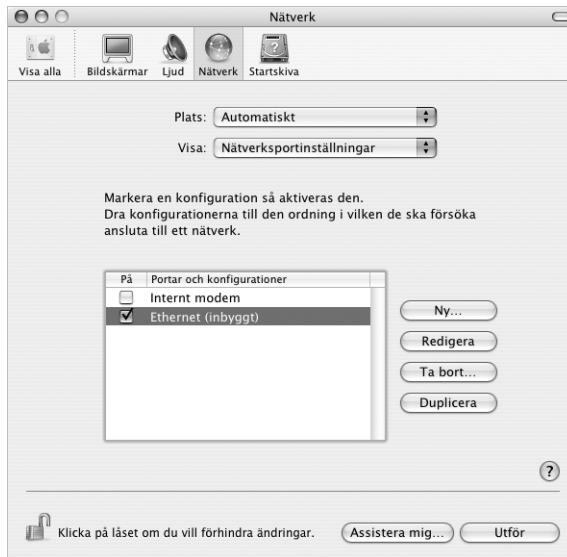 Nätverk
Visa alla
Bildskärmar
Ljud
Nätverk
Startskiva
Plats: Automatiskt
Visa: Nätverksportinställningar
Markera en konfiguration så aktiveras den.
Dra konfigurationerna till den ordning i vilken de ska försöka
ansluta till ett nätverk.
På Portar och konfigurationer
Internt modem
Ethernet (inbyggt)
Ny...
Redigera
Ta bort...
Duplicera
?
Klicka på låset om du vill förhindra ändringar.
Assistera mig...
Utför